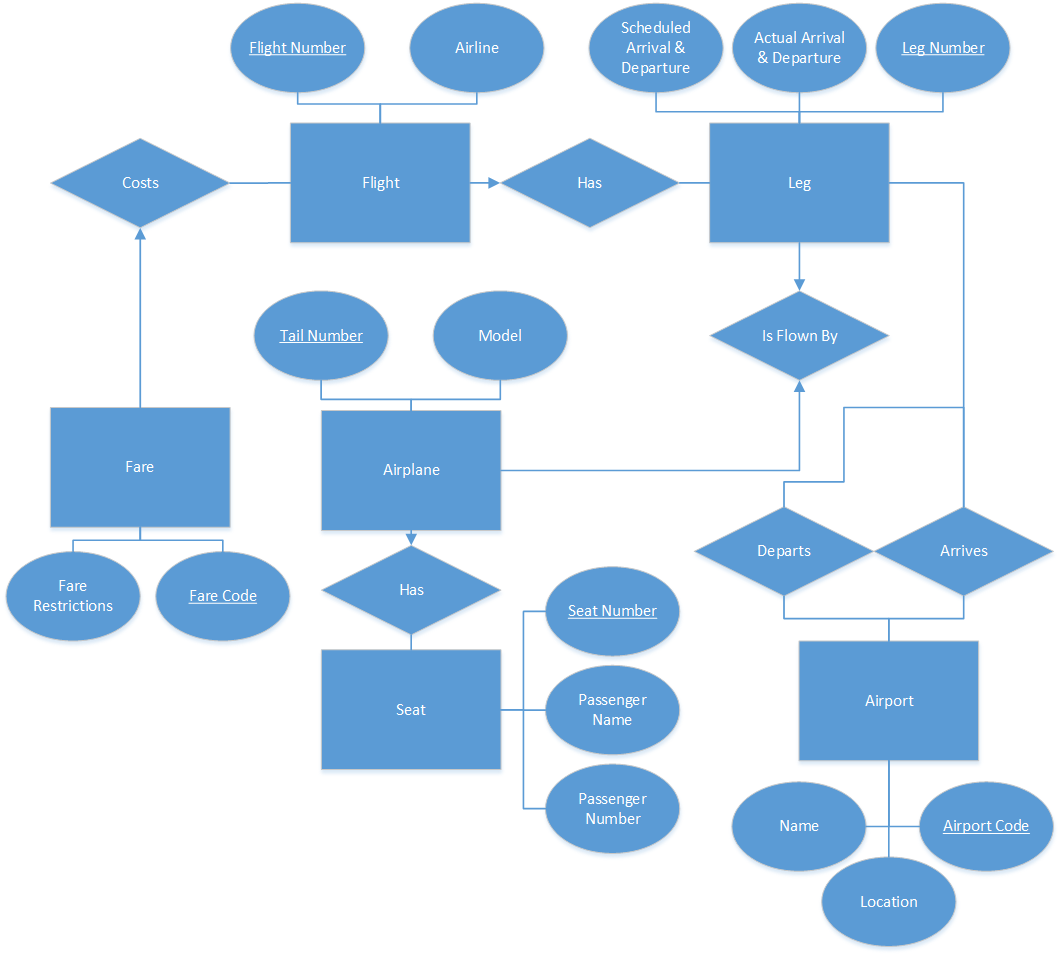 Flight Number
Airline
Scheduled
Arrival &
Departure
Actual Arrival
& Departure
Leg Number
Costs
Flight
Has
Leg
Tail Number
Model
Is Flown By
Fare
Airplane
Departs
Arrives
Fare
Restrictions
Fare Code
Has
Seat Number
Seat
Passenger
Name
Airport
Passenger
Number
Name
Airport Code
Location